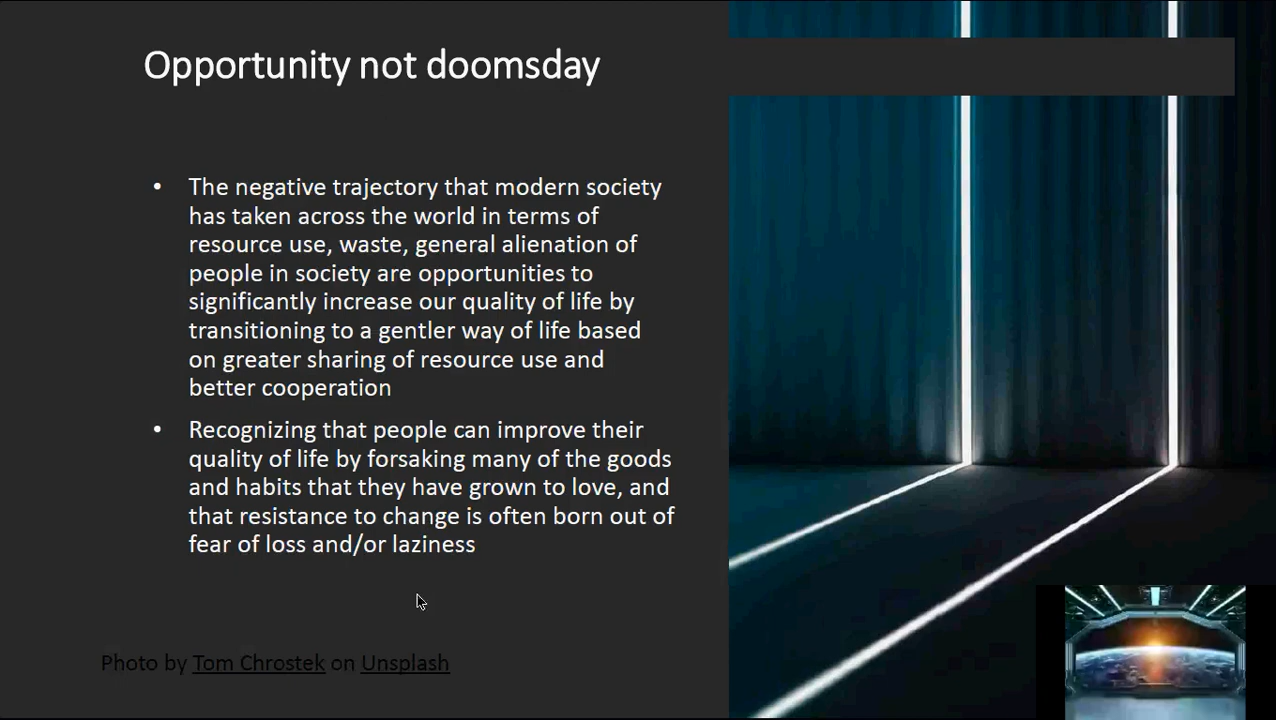 Opportunity not doomsday
• The negative trajectory that modern society
has taken across the world in terms of
resource use, waste, general alienation of
people in society are opportunities to
significantly increase our quality of life by
transitioning to a gentler way of life based
on greater sharing of resource use and
better cooperation
• Recognizing that people can improve their
quality of life by forsaking many of the goods
and habits that they have grown to love, and
that resistance to change is often born out of
fear of loss and/or laziness
Photo by Tom Chrostek on Unsplash